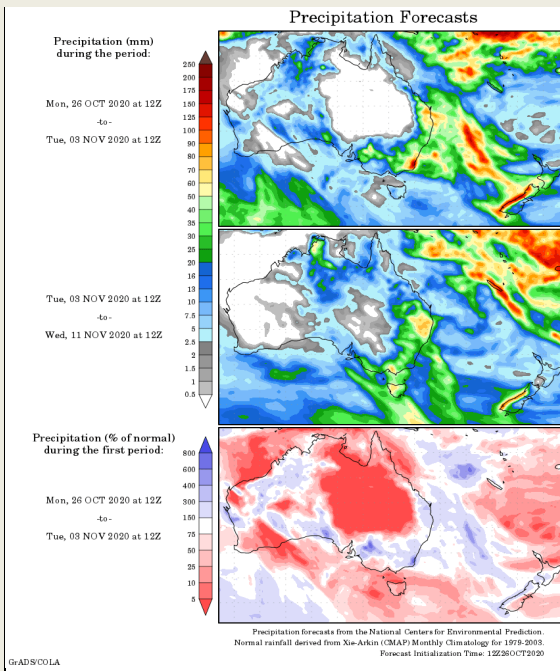 Precipitation Forecasts
Precipitation (mm)
during the period:
Mon, 26 OCT 2020 at 12Z
-to-
Tue, 03 NOV 2020 at 12Z
250
200
175
150
125
100
90
80
70
60
50
40
35
30
25
20
16
13
10
7.5
5
2.5
2
1.5
1
0.5
Tue, 03 NOV 2020 at 12Z
-to-
Wed, 11 NOV 2020 at 12Z
Precipitation (% of normal)
during the first period:
Mon, 26 OCT 2020 at 12Z
-to-
Tue, 03 NOV 2020 at 12Z
800
600
400
300
150
75
50
25
10
5
Precipitation forecasts from the National Centers for Environmental Prediction.
Normal rainfall derived from Xie-Arkin (CMAP) Monthly Climatology for 1979-2003.
Forecast Initialization Time: 12Z26OCT2020
GrADS/COLA